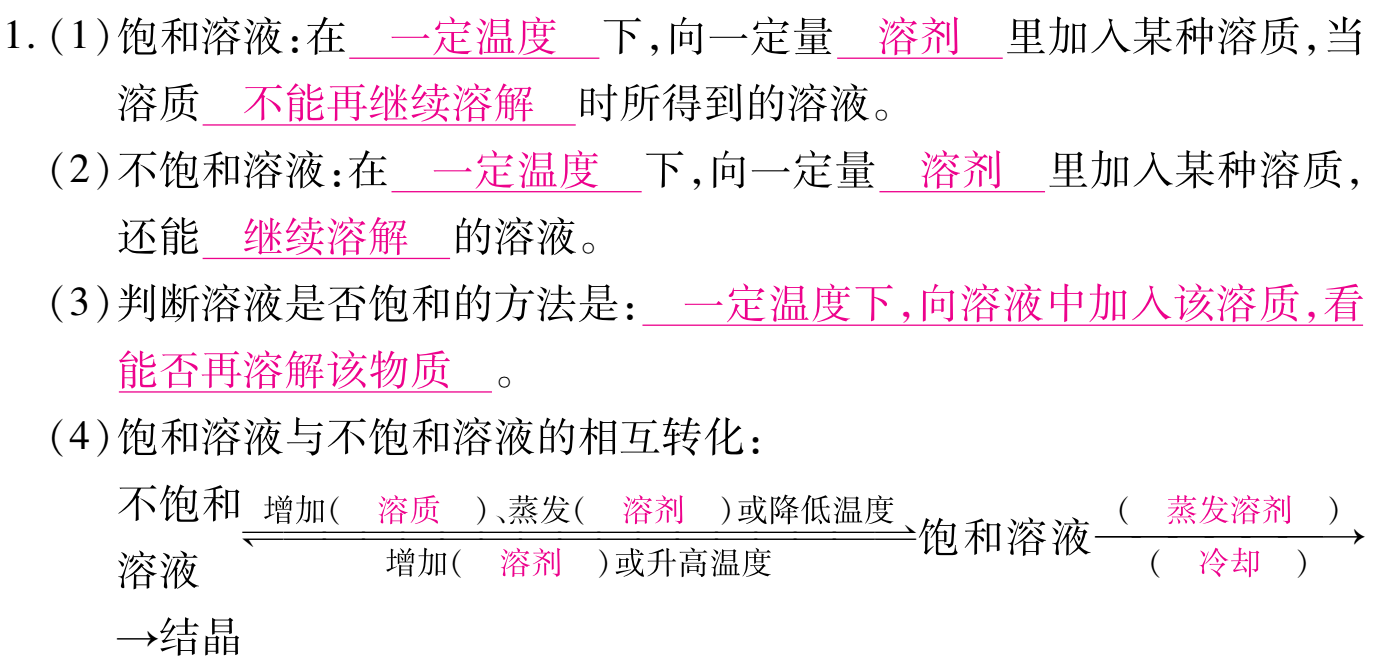 1.(1)饱和溶液:在 一定温度 下,向一定量 溶剂 里加入某种溶质,当
溶质 不能再继续溶解 时所得到的溶液。
(2)不饱和溶液:在 一定温度 下,向一定量 溶剂 里加入某种溶质,
还能 继续溶解 的溶液。
(3)判断溶液是否饱和的方法是: 一定温度下,向溶液中加入该溶质,看
能否再溶解该物质 。
(4)饱和溶液与不饱和溶液的相互转化:
不饱和 增加( 溶质 )、蒸发( 溶剂 )或降低温度 饱和溶液 ( 蒸发溶剂 )
溶液 增加( 溶剂 )或升高温度 ( 冷却 )
→结晶